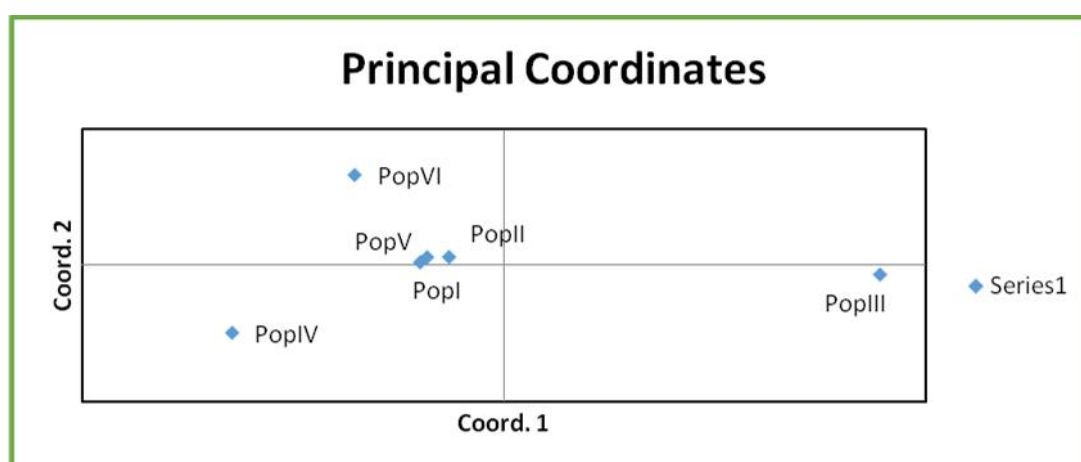 Principal Coordinates
PopVI
PopV
PopII
PopI
PopIII
PopIV
Coord. 2
Coord. 1
Series1